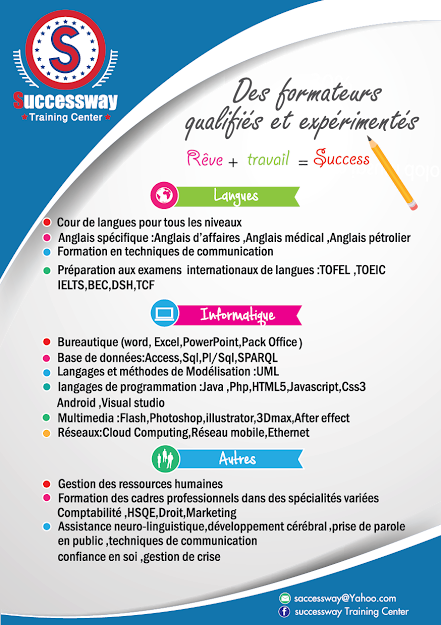 S
Successway
Training Center
Des formateurs
qualifiés et expérimentés
Rêve + travail = Success
Langues
Cour de langues pour tous les niveaux
Anglais spécifique :Anglais d'affaires ,Anglais médical ,Anglais pétrolier
Formation en techniques de communication
Préparation aux examens internationaux de langues :TOFEL ,TOEIC
IELTS,BEC,DSH,TCF
Informatique
Bureautique (word, Excel,PowerPoint,Pack Office )
Base de données:Access,Sql,Pl/Sql,SPARQL
Langages et méthodes de Modélisation :UML
langages de programmation :Java ,Php,HTML5,Javascript,Css3
Android ,Visual studio
Multimedia :Flash,Photoshop,illustrator,3Dmax,After effect
Réseaux:Cloud Computing,Réseau mobile,Ethernet
Autres
Gestion des ressources humaines
Formation des cadres professionnels dans des spécialités variées
Comptabilité ,HSQE,Droit,Marketing
Assistance neuro-linguistique,développement cérébral ,prise de parole
en public ,techniques de communication
confiance en soi ,gestion de crise
saccessway@Yahoo.com
successway Training Center